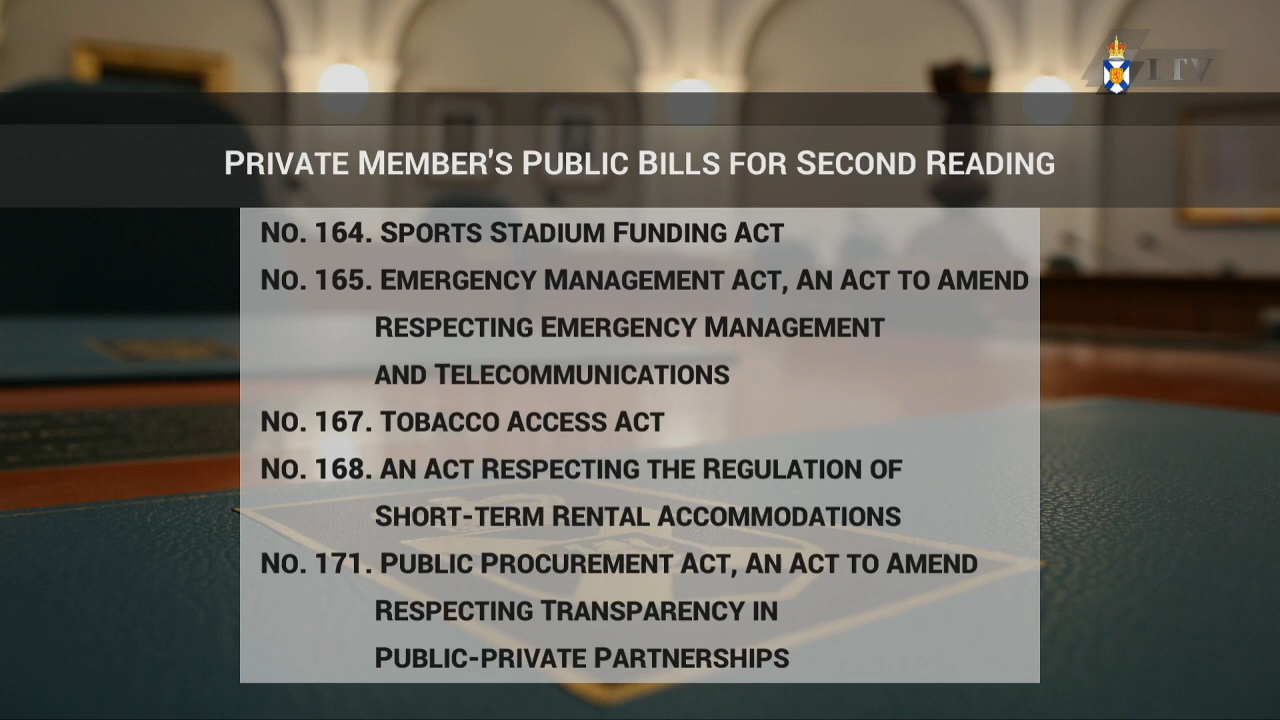 LTV
PRIVATE MEMBER'S PUBLIC BILLS FOR SECOND READING
NO. 164. SPORTS STADIUM FUNDING ACT
NO. 165. EMERGENCY MANAGEMENT ACT, AN ACT TO AMEND
RESPECTING EMERGENCY MANAGEMENT
AND TELECOMMUNICATIONS
NO. 167. TOBACCO ACCESS ACT
NO. 168. AN ACT RESPECTING THE REGULATION OF
SHORT-TERM RENTAL ACCOMMODATIONS
NO. 171. PUBLIC PROCUREMENT ACT, AN ACT TO AMEND
RESPECTING TRANSPARENCY IN
PUBLIC-PRIVATE PARTNERSHIPS